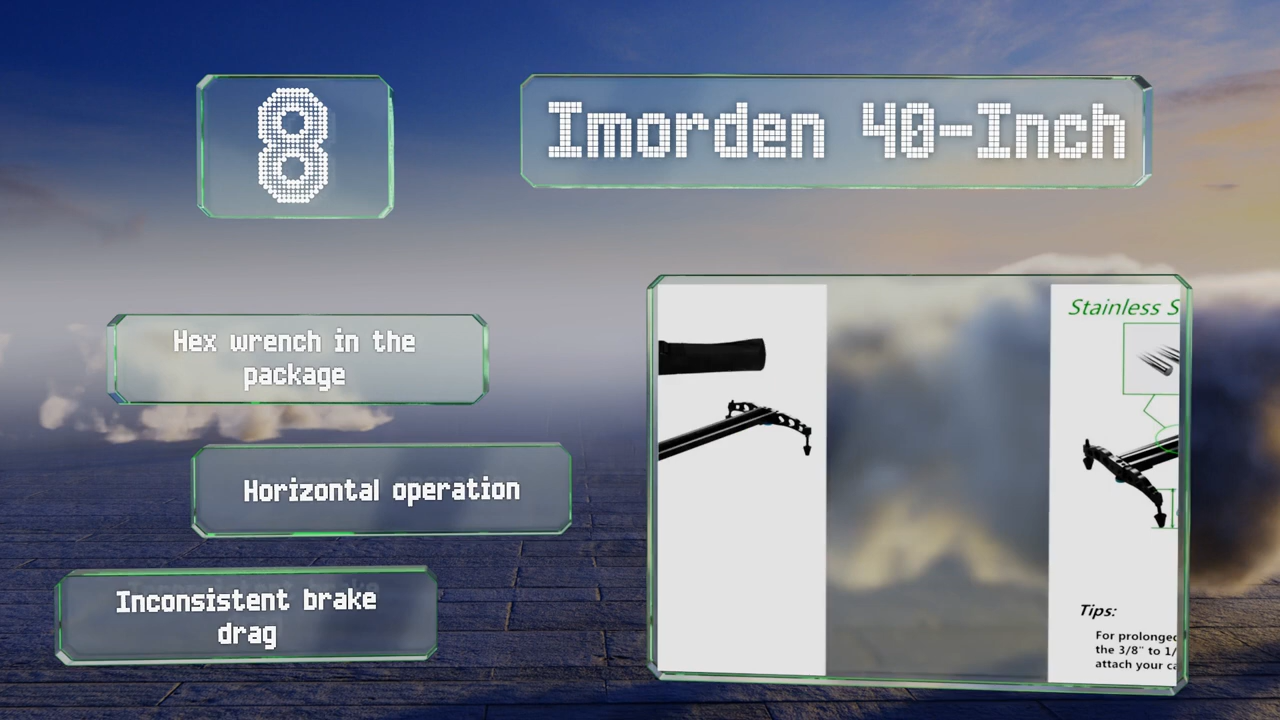 8
Imorden 40-Inch
Hex wrench in the
package
Horizontal operation
Inconsistent brake
drag
Stainless S
Tips:
For prolonged
the 3/8" to 1/
attach your ca